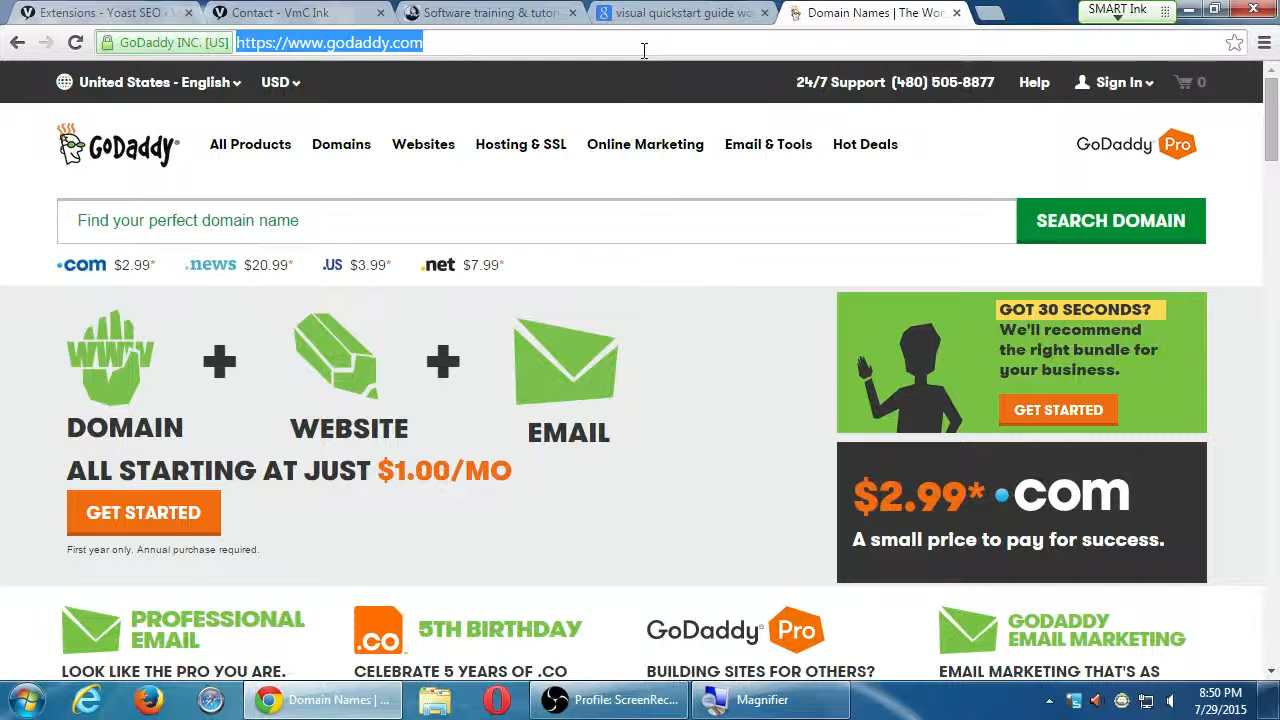 Extensions - Yoast SEO ‹ V
Contact - VmC Ink
Software training & tutori
visual quickstart guide wo
Domain Names | The Wor
SMART Ink
GoDaddy INC. [US]
https://www.godaddy.com
United States - English
USD
24/7 Support (480) 505-8877
Help
Sign In
0
GoDaddy
All Products
Domains
Websites
Hosting & SSL
Online Marketing
Email & Tools
Hot Deals
GoDaddy Pro
Find your perfect domain name
SEARCH DOMAIN
.com $2.99*
.news $20.99*
.US $3.99*
.net $7.99*
WWW
DOMAIN
+
WEBSITE
+
EMAIL
ALL STARTING AT JUST $1.00/MO
GET STARTED
First year only. Annual purchase required.
GOT 30 SECONDS?
We'll recommend
the right bundle for
your business.
GET STARTED
$2.99* .com
A small price to pay for success.
PROFESSIONAL
EMAIL
LOOK LIKE THE PRO YOU ARE.
.co
5TH BIRTHDAY
CELEBRATE 5 YEARS OF .CO
GoDaddy Pro
BUILDING SITES FOR OTHERS?
GODADDY
EMAIL MARKETING
EMAIL MARKETING THAT'S AS
Domain Names | ...
Profile: ScreenRec...
Magnifier
8:50 PM
7/29/2015